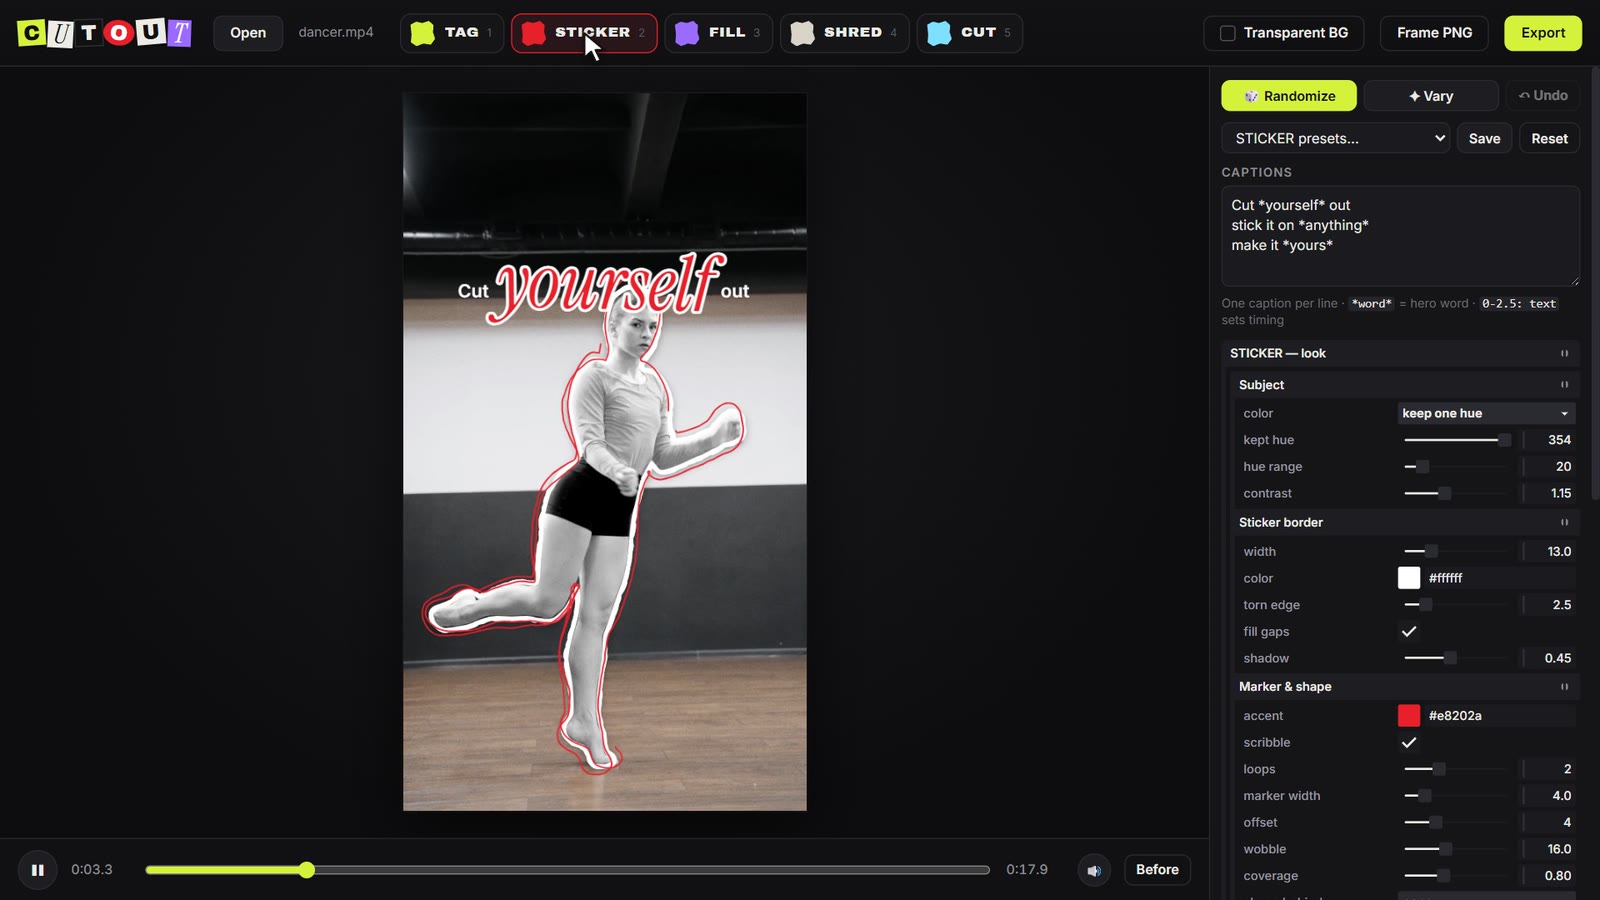 CUTOUT Open dancer.mp4 TAG 1 STICKER 2 FILL 3 SHRED 4 CUT 5 Transparent BG Frame PNG Export
Randomize Vary Undo
STICKER presets... Save Reset
CAPTIONS
Cut *yourself* out
stick it on *anything*
make it *yours*
One caption per line · *word* = hero word · 0-2.5: text
sets timing
STICKER — look
Subject
color keep one hue
kept hue 354
hue range 20
contrast 1.15
Sticker border
width 13.0
color #ffffff
torn edge 2.5
fill gaps
shadow 0.45
Marker & shape
accent #e8202a
scribble
loops 2
marker width 4.0
offset 4
wobble 16.0
coverage 0.80
Cut yourself out
0:03.3 0:17.9 Before